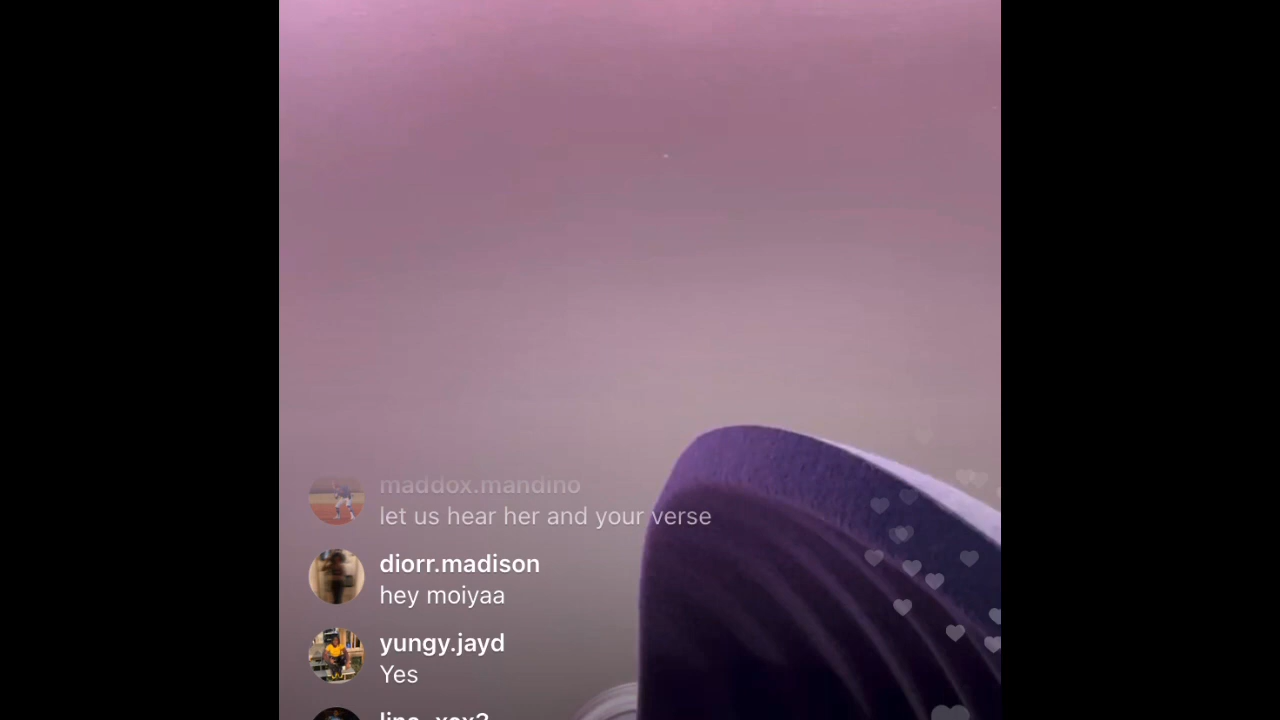 maddox.mandino
let us hear her and your verse
diorr.madison
hey moiyaa
yungy.jayd
Yes